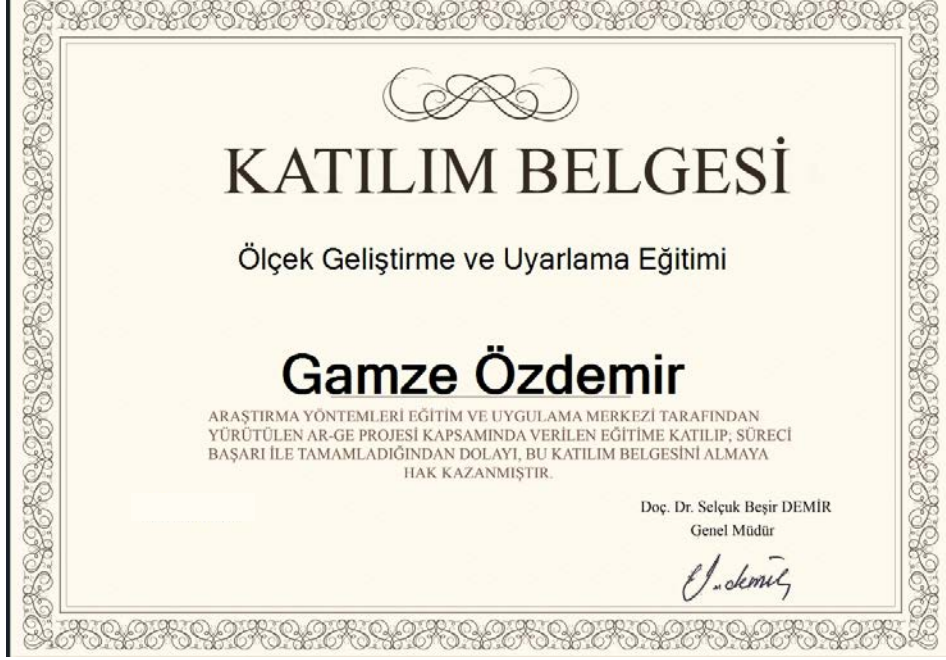 KATILIM BELGESİ
Ölçek Geliştirme ve Uyarlama Eğitimi
Gamze Özdemir
ARAŞTIRMA YÖNTEMLERİ EĞİTİM VE UYGULAMA MERKEZİ TARAFINDAN
YÜRÜTÜLEN AR-GE PROJESİ KAPSAMINDA VERİLEN EĞİTİME KATILIP; SÜRECİ
BAŞARI İLE TAMAMLADIĞINDAN DOLAYI, BU KATILIM BELGESİNİ ALMAYA
HAK KAZANMIŞTIR.
Doç. Dr. Selçuk Beşir DEMİR
Genel Müdür